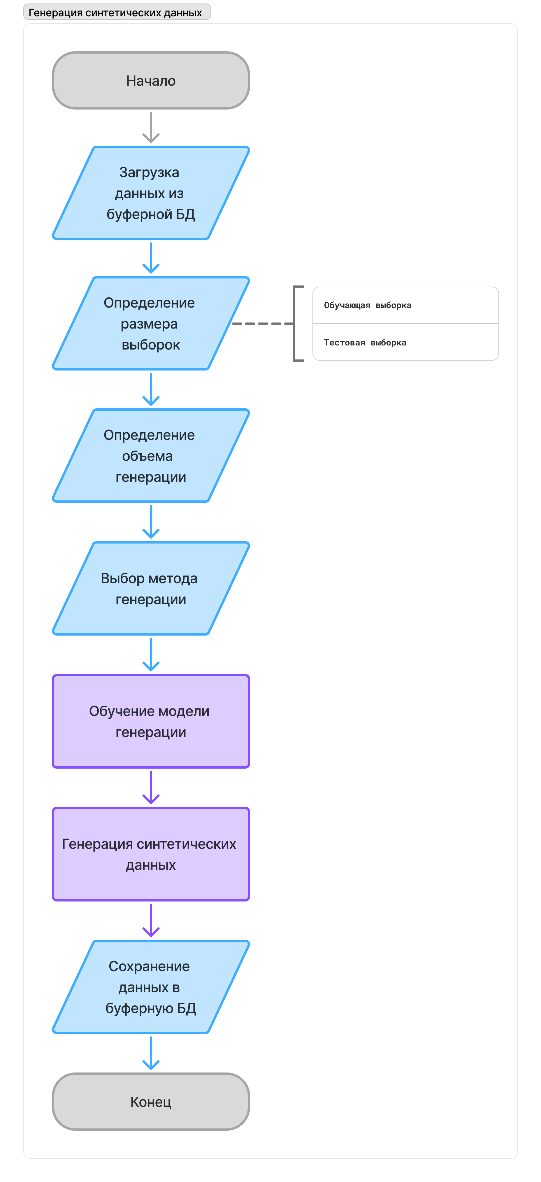 Генерация синтетических данных
Начало
Загрузка
данных из
буферной БД
Определение
размера
выборок
Обучающая выборка
Тестовая выборка
Определение
объема
генерации
Выбор метода
генерации
Обучение модели
генерации
Генерация синтетических
данных
Сохранение
данных в
буферную БД
Конец